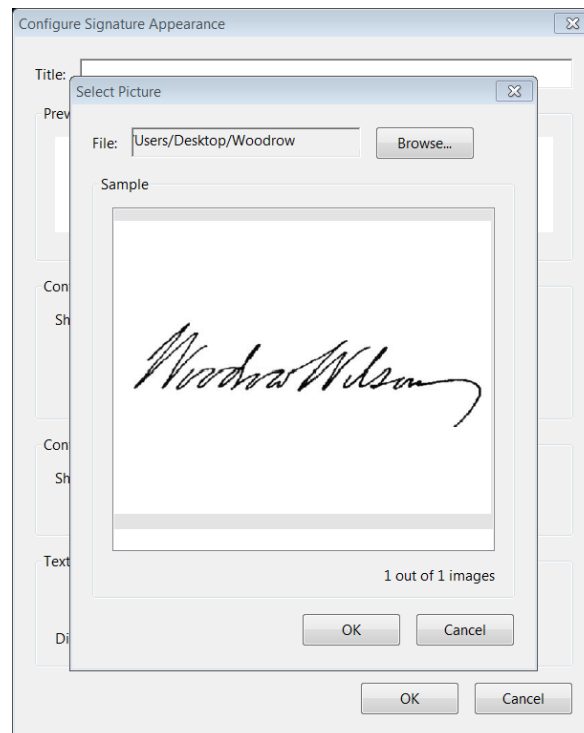 Configure Signature Appearance
Title:
Select Picture
Prev
File: Users/Desktop/Woodrow Browse...
Sample
Con
Sh
Woodrow Wilson
Con
Sh
Text
1 out of 1 images
OK Cancel
Di
OK Cancel